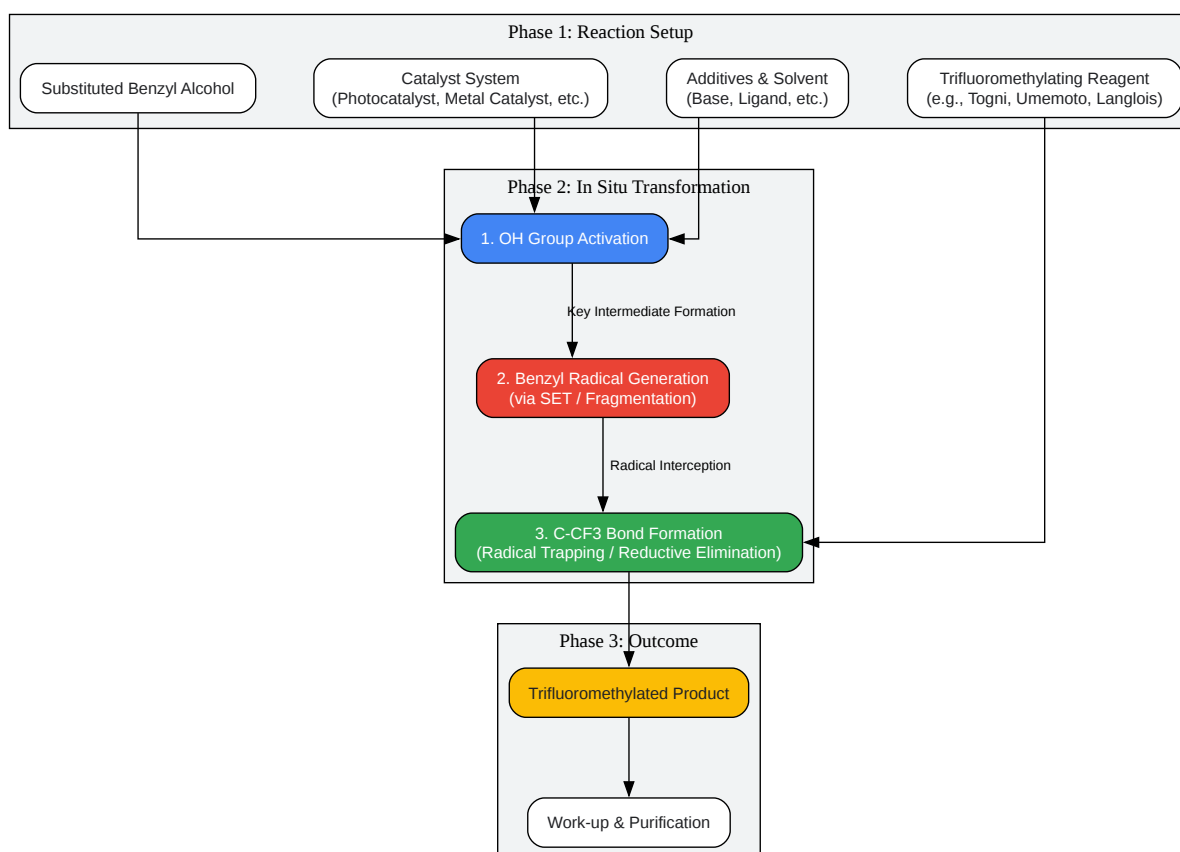 Phase 1: Reaction Setup
Substituted Benzyl Alcohol
Catalyst System
(Photocatalyst, Metal Catalyst, etc.)
Additives & Solvent
(Base, Ligand, etc.)
Trifluoromethylating Reagent
(e.g., Togni, Umemoto, Langlois)
Phase 2: In Situ Transformation
1. OH Group Activation
Key Intermediate Formation
2. Benzyl Radical Generation
(via SET / Fragmentation)
Radical Interception
3. C-CF3 Bond Formation
(Radical Trapping / Reductive Elimination)
Phase 3: Outcome
Trifluoromethylated Product
Work-up & Purification